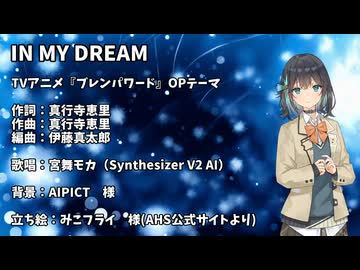 IN MY DREAM
TVアニメ『ブレンパワード』OPテーマ
作詞：真行寺恵里
作曲：真行寺恵里
編曲：伊藤真太郎
歌唱：宮舞モカ（Synthesizer V2 AI）
背景：AIPICT　様
立ち絵：みこフライ　様(AHS公式サイトより)